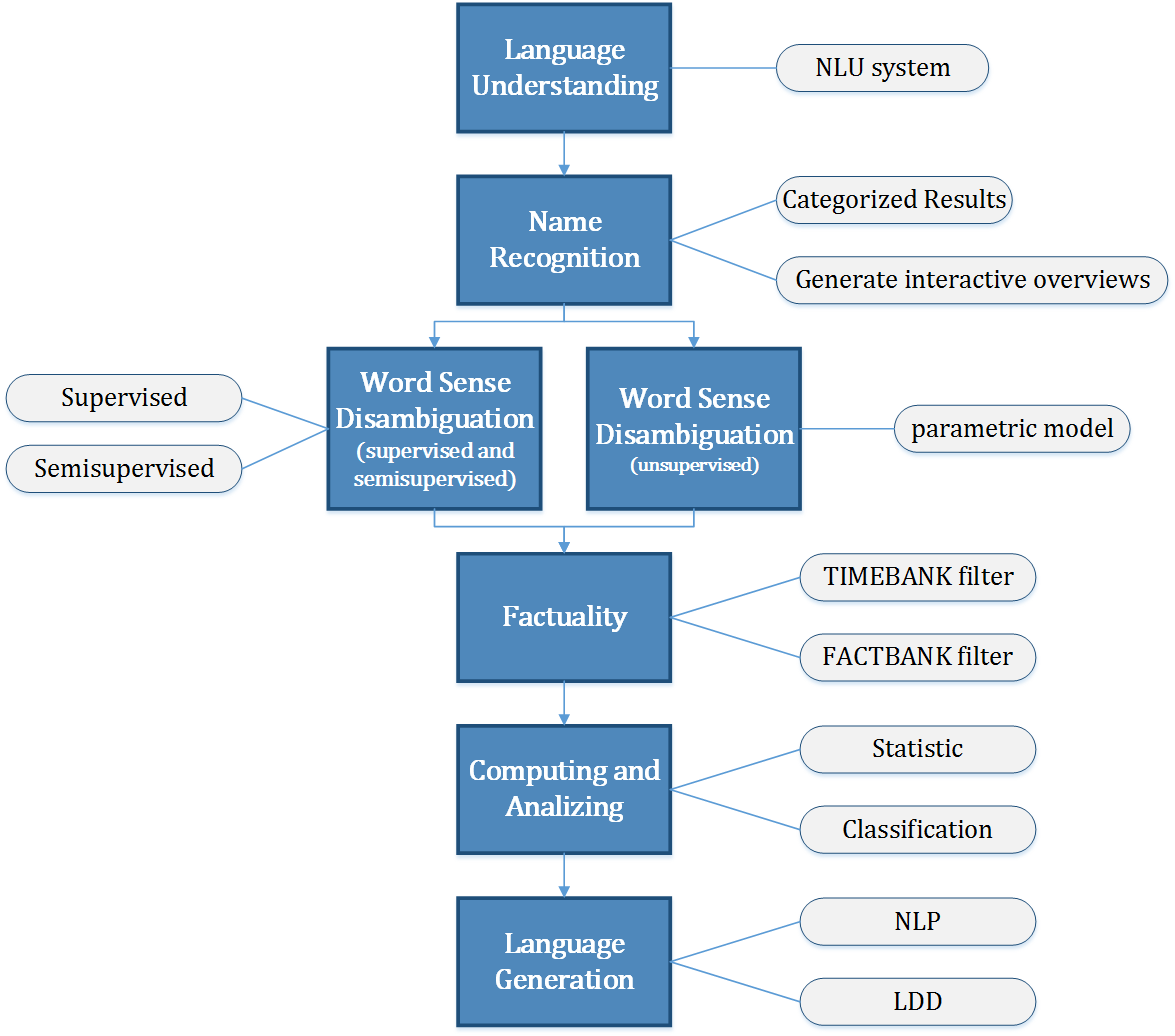 Language
Understanding
NLU system
Name
Recognition
Categorized Results
Generate interactive overviews
Supervised
Semisupervised
Word Sense
Disambiguation
(supervised and
semisupervised)
Word Sense
Disambiguation
(unsupervised)
parametric model
Factuality
TIMEBANK filter
FACTBANK filter
Computing and
Analizing
Statistic
Classification
Language
Generation
NLP
LDD